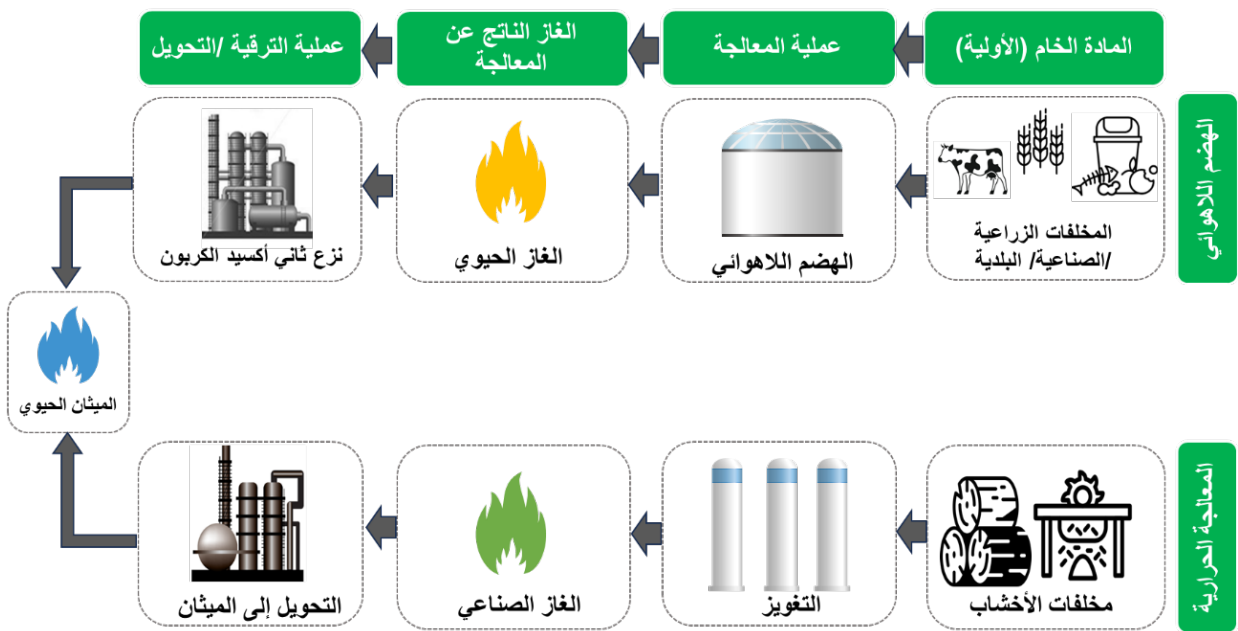 المادة الخام (الأولية)
عملية المعالجة
الغاز الناتج عن
المعالجة
عملية الترقية /التحويل
الهضم اللاهوائي
المخلفات الزراعية
/الصناعية/ البلدية
الهضم اللاهوائي
الغاز الحيوي
نزع ثاني أكسيد الكربون
الميثان الحيوي
المعالجة الحرارية
مخلفات الأخشاب
التغويز
الغاز الصناعي
التحويل إلى الميثان